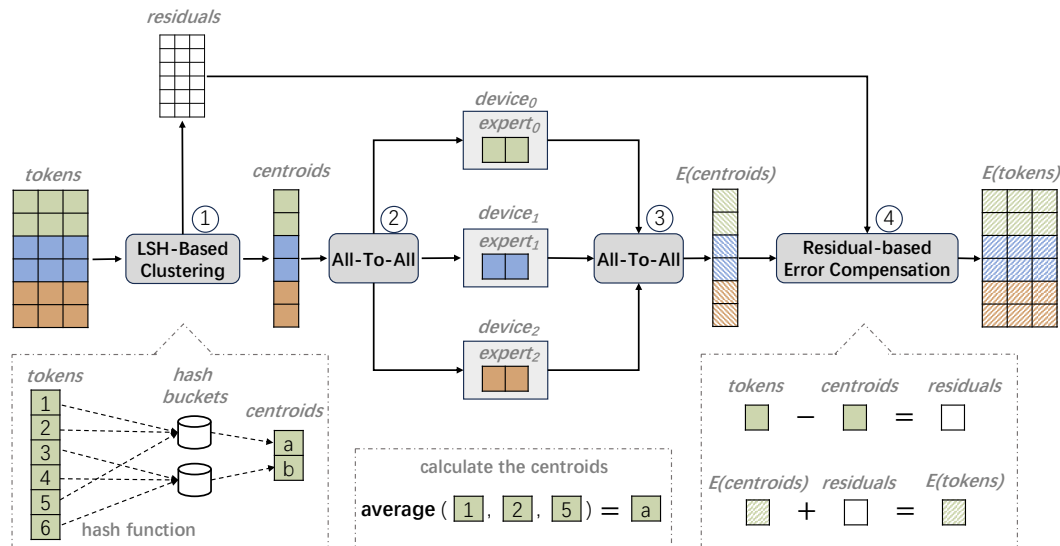 residuals
device0
expert0
tokens
centroids
E(centroids)
E(tokens)
1
2
3
4
device1
expert1
LSH-Based
Clustering
All-To-All
All-To-All
Residual-based
Error Compensation
device2
expert2
tokens
hash
buckets
centroids
1
2
3
4
5
6
a
b
hash function
calculate the centroids
average ( 1 , 2 , 5 ) = a
tokens centroids residuals
− =
E(centroids) residuals E(tokens)
+ =